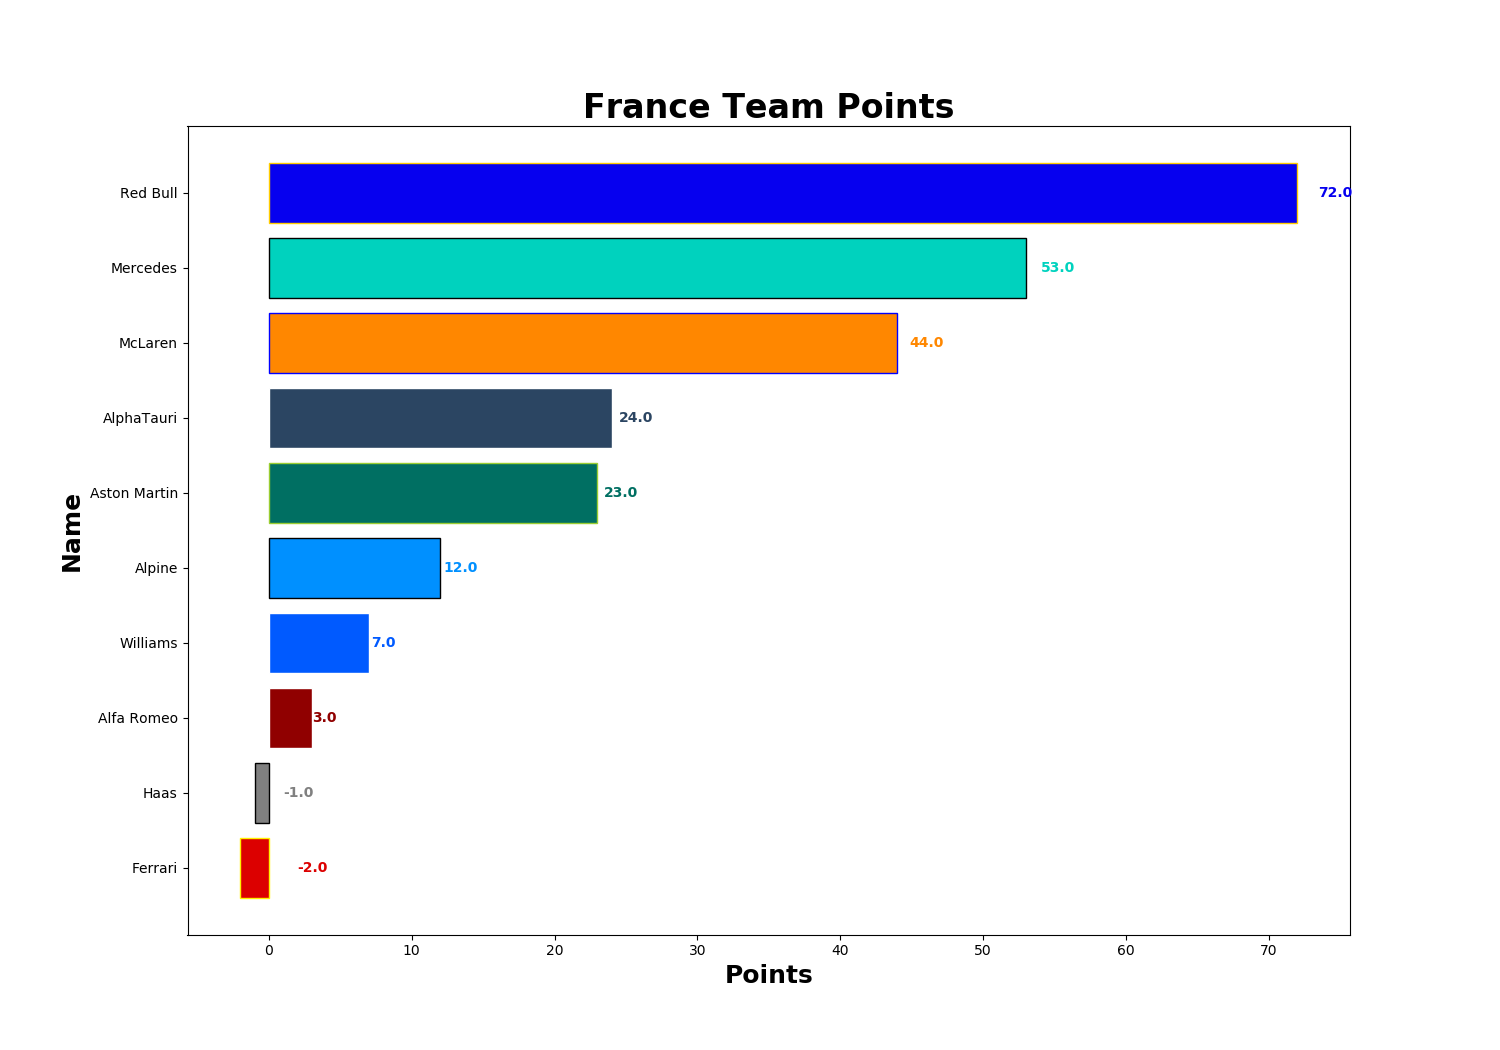 France Team Points
Red Bull 72.0
Mercedes 53.0
McLaren 44.0
AlphaTauri 24.0
Aston Martin 23.0
Alpine 12.0
Williams 7.0
Alfa Romeo 3.0
Haas -1.0
Ferrari -2.0
Name
0 10 20 30 40 50 60 70
Points